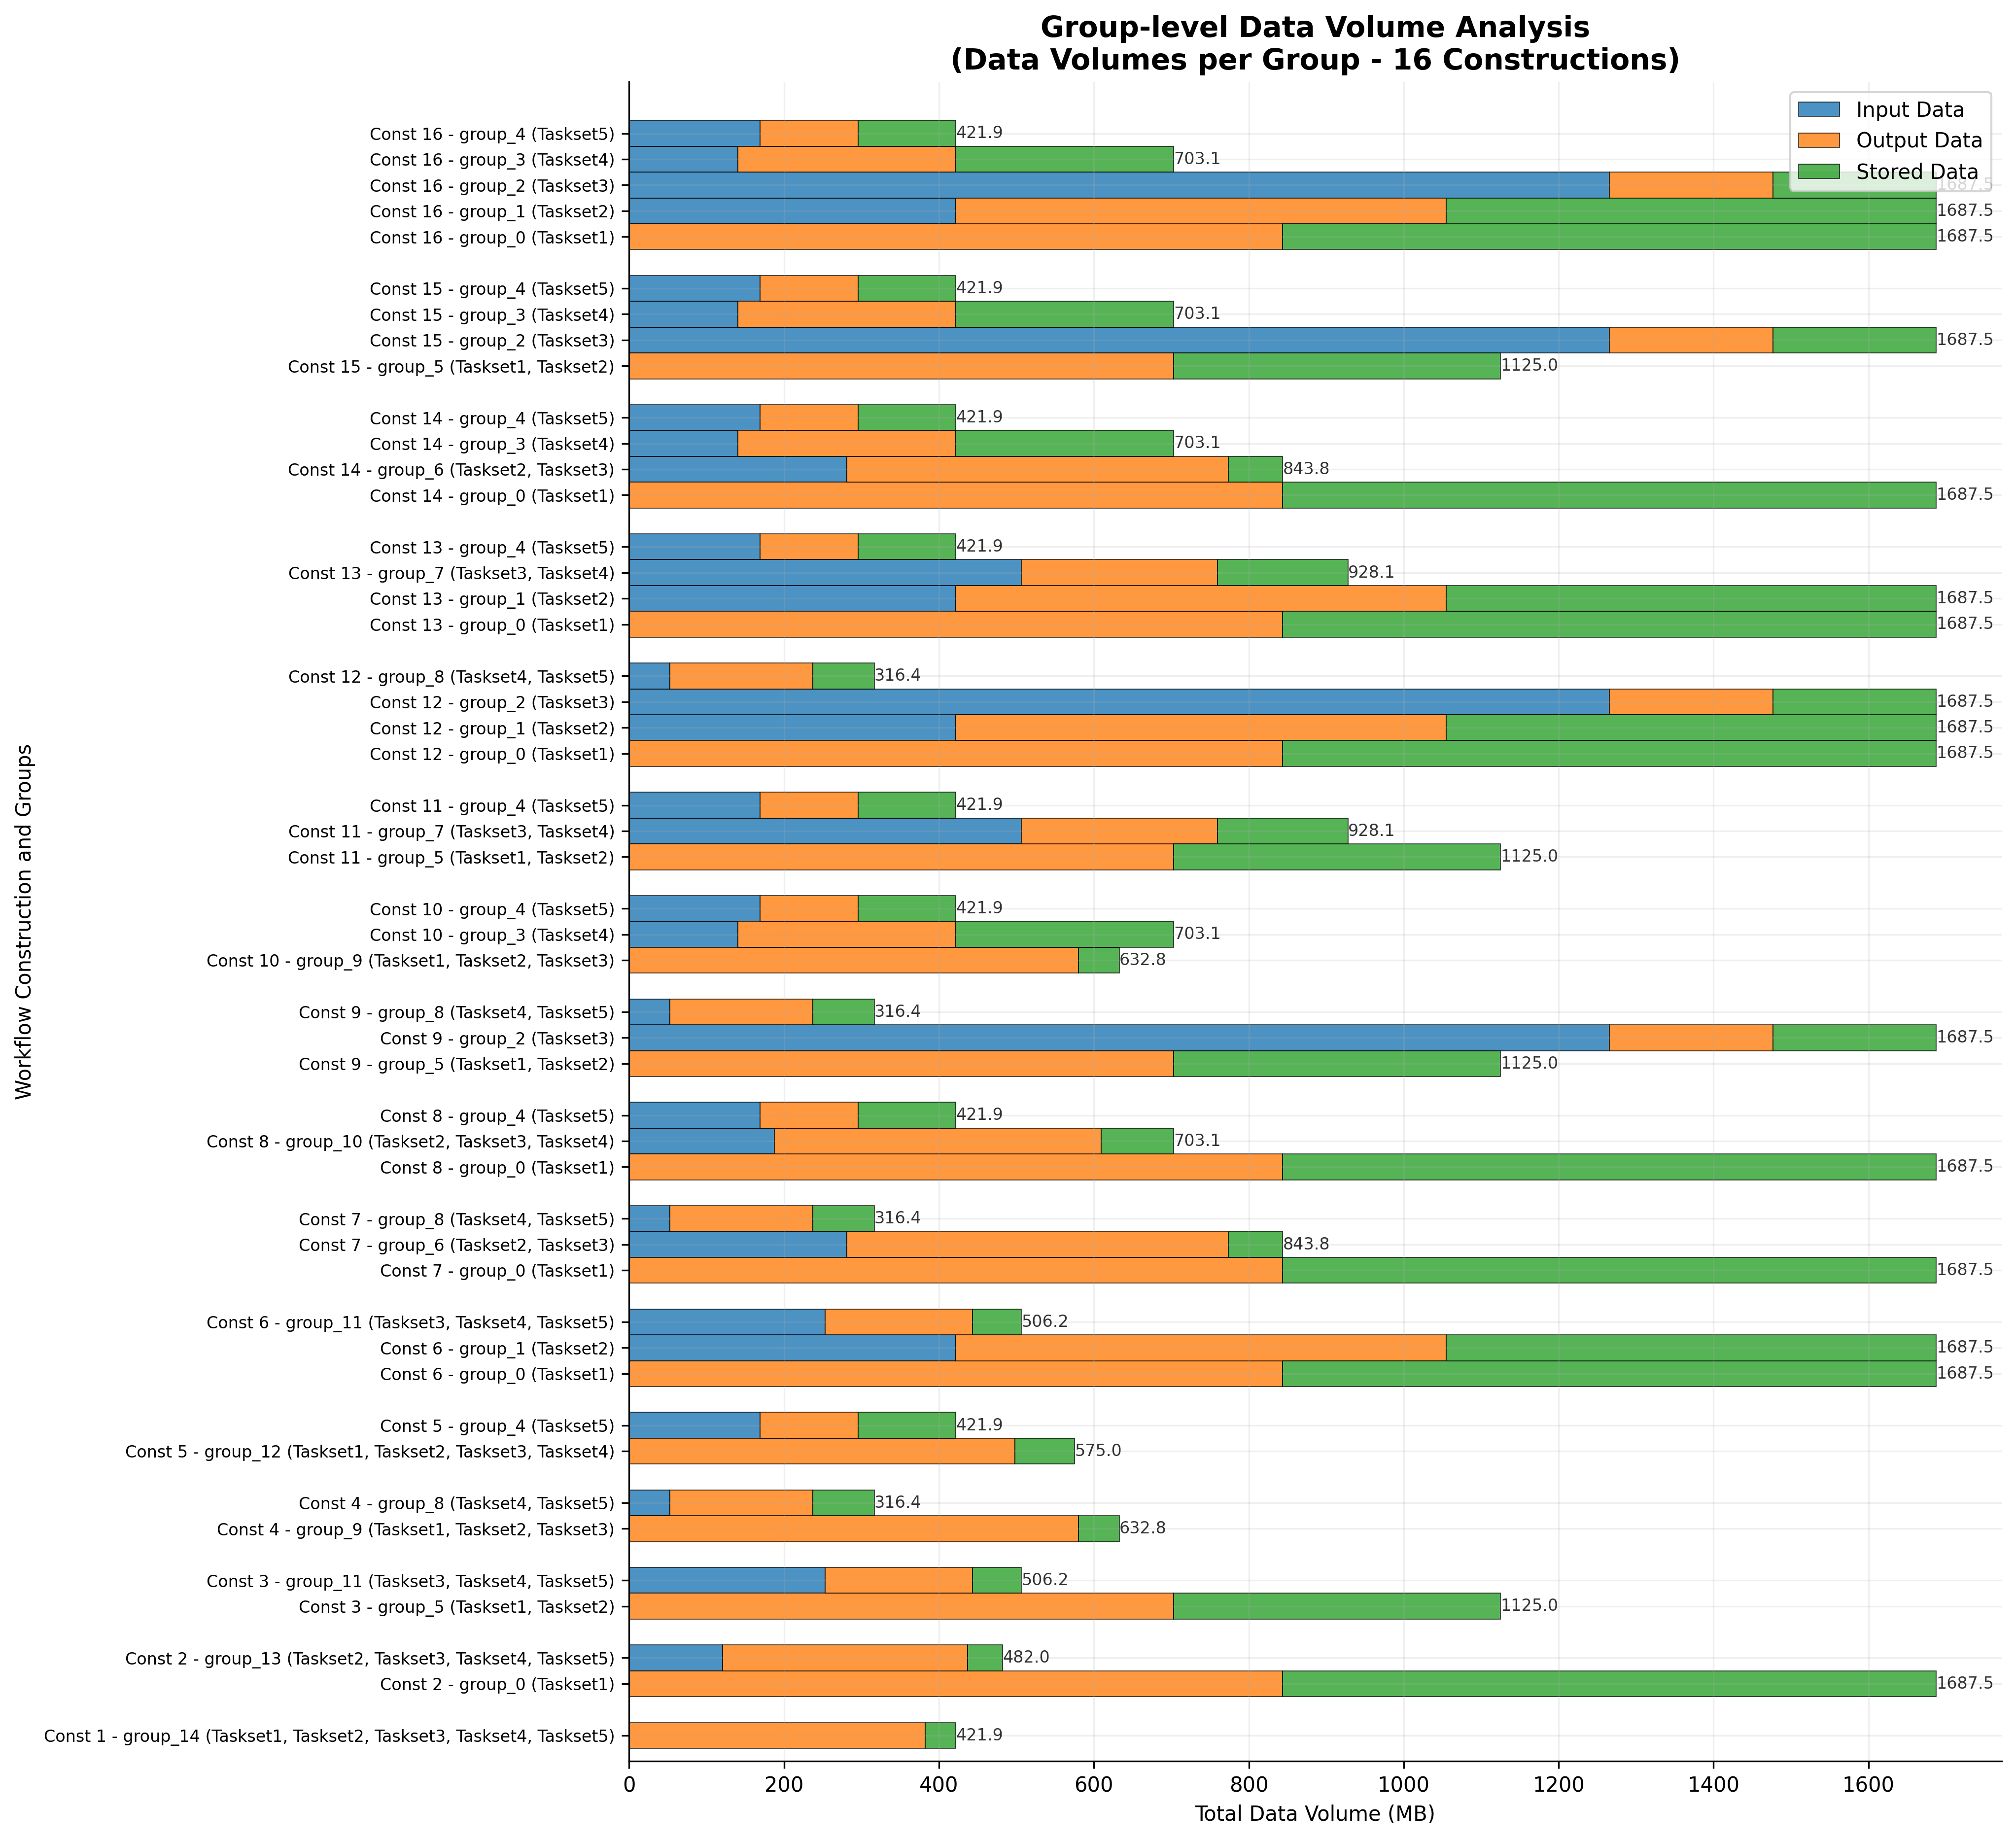 Group-level Data Volume Analysis
(Data Volumes per Group - 16 Constructions)
Input Data
Output Data
Stored Data
Workflow Construction and Groups
Const 16 - group_4 (Taskset5) 421.9
Const 16 - group_3 (Taskset4) 703.1
Const 16 - group_2 (Taskset3) 1687.5
Const 16 - group_1 (Taskset2) 1687.5
Const 16 - group_0 (Taskset1) 1687.5
Const 15 - group_4 (Taskset5) 421.9
Const 15 - group_3 (Taskset4) 703.1
Const 15 - group_2 (Taskset3) 1687.5
Const 15 - group_5 (Taskset1, Taskset2) 1125.0
Const 14 - group_4 (Taskset5) 421.9
Const 14 - group_3 (Taskset4) 703.1
Const 14 - group_6 (Taskset2, Taskset3) 843.8
Const 14 - group_0 (Taskset1) 1687.5
Const 13 - group_4 (Taskset5) 421.9
Const 13 - group_7 (Taskset3, Taskset4) 928.1
Const 13 - group_1 (Taskset2) 1687.5
Const 13 - group_0 (Taskset1) 1687.5
Const 12 - group_8 (Taskset4, Taskset5) 316.4
Const 12 - group_2 (Taskset3) 1687.5
Const 12 - group_1 (Taskset2) 1687.5
Const 12 - group_0 (Taskset1) 1687.5
Const 11 - group_4 (Taskset5) 421.9
Const 11 - group_7 (Taskset3, Taskset4) 928.1
Const 11 - group_5 (Taskset1, Taskset2) 1125.0
Const 10 - group_4 (Taskset5) 421.9
Const 10 - group_3 (Taskset4) 703.1
Const 10 - group_9 (Taskset1, Taskset2, Taskset3) 632.8
Const 9 - group_8 (Taskset4, Taskset5) 316.4
Const 9 - group_2 (Taskset3) 1687.5
Const 9 - group_5 (Taskset1, Taskset2) 1125.0
Const 8 - group_4 (Taskset5) 421.9
Const 8 - group_10 (Taskset2, Taskset3, Taskset4) 703.1
Const 8 - group_0 (Taskset1) 1687.5
Const 7 - group_8 (Taskset4, Taskset5) 316.4
Const 7 - group_6 (Taskset2, Taskset3) 843.8
Const 7 - group_0 (Taskset1) 1687.5
Const 6 - group_11 (Taskset3, Taskset4, Taskset5) 506.2
Const 6 - group_1 (Taskset2) 1687.5
Const 6 - group_0 (Taskset1) 1687.5
Const 5 - group_4 (Taskset5) 421.9
Const 5 - group_12 (Taskset1, Taskset2, Taskset3, Taskset4) 575.0
Const 4 - group_8 (Taskset4, Taskset5) 316.4
Const 4 - group_9 (Taskset1, Taskset2, Taskset3) 632.8
Const 3 - group_11 (Taskset3, Taskset4, Taskset5) 506.2
Const 3 - group_5 (Taskset1, Taskset2) 1125.0
Const 2 - group_13 (Taskset2, Taskset3, Taskset4, Taskset5) 482.0
Const 2 - group_0 (Taskset1) 1687.5
Const 1 - group_14 (Taskset1, Taskset2, Taskset3, Taskset4, Taskset5) 421.9
0 200 400 600 800 1000 1200 1400 1600
Total Data Volume (MB)